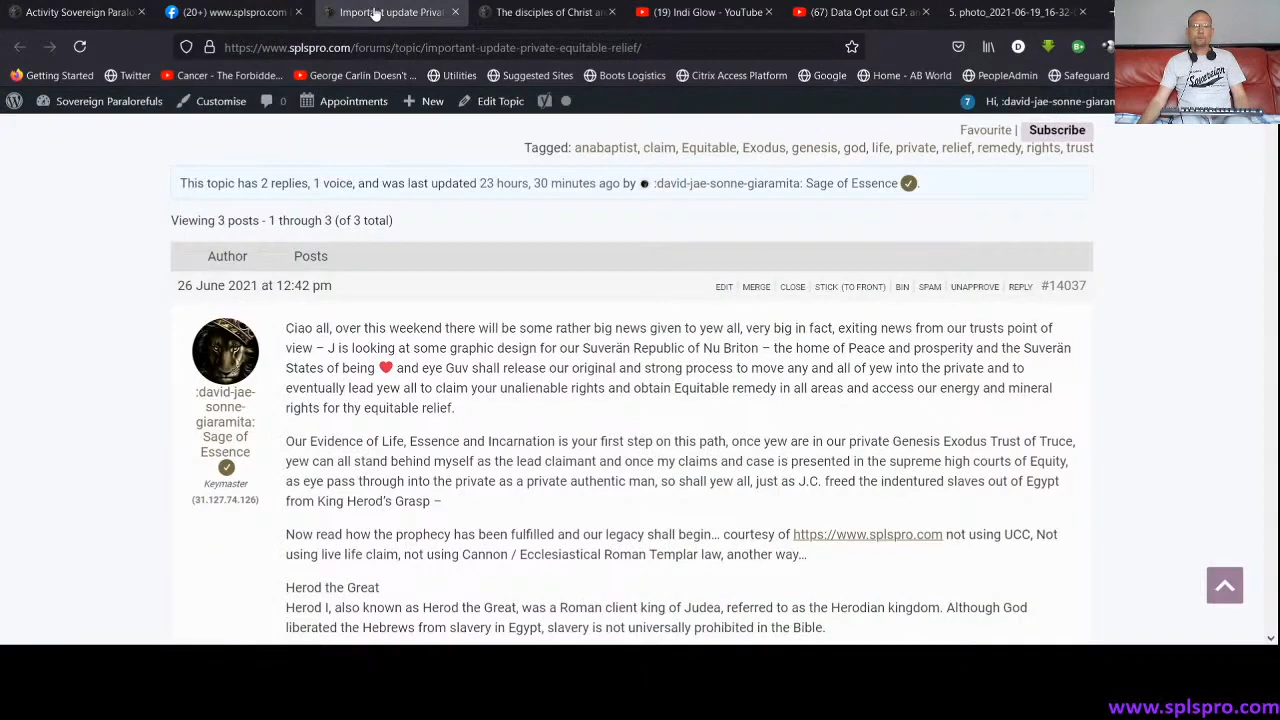 Activity Sovereign Paralo
(20+) www.splspro.com
Important update Priva
The disciples of Christ an
(19) Indi Glow - YouTube
(67) Data Opt out G.P. an
5. photo_2021-06-19_16-32-
https://www.splspro.com/forums/topic/important-update-private-equitable-relief/
Getting Started
Twitter
Cancer - The Forbidde...
George Carlin Doesn't...
Utilities
Suggested Sites
Boots Logistics
Citrix Access Platform
Google
Home - AB World
PeopleAdmin
Safeguard
Sovereign Paralorefuls
Customise
0
Appointments
New
Edit Topic
7
Hi, :david-jae-sonne-giaram
Sovereign
Favourite | Subscribe
Tagged: anabaptist, claim, Equitable, Exodus, genesis, god, life, private, relief, remedy, rights, trust
This topic has 2 replies, 1 voice, and was last updated 23 hours, 30 minutes ago by :david-jae-sonne-giaramita: Sage of Essence.
Viewing 3 posts - 1 through 3 (of 3 total)
Author Posts
26 June 2021 at 12:42 pm
EDIT MERGE CLOSE STICK (TO FRONT) BIN SPAM UNAPPROVE REPLY #14037
:david-jae-
sonne-
giaramita:
Sage of
Essence
Keymaster
(31.127.74.126)
Ciao all, over this weekend there will be some rather big news given to yew all, very big in fact, exiting news from our trusts point of
view – J is looking at some graphic design for our Suverän Republic of Nu Briton – the home of Peace and prosperity and the Suverän
States of being ❤ and eye Guv shall release our original and strong process to move any and all of yew into the private and to
eventually lead yew all to claim your unalienable rights and obtain Equitable remedy in all areas and access our energy and mineral
rights for thy equitable relief.
Our Evidence of Life, Essence and Incarnation is your first step on this path, once yew are in our private Genesis Exodus Trust of Truce,
yew can all stand behind myself as the lead claimant and once my claims and case is presented in the supreme high courts of Equity,
as eye pass through into the private as a private authentic man, so shall yew all, just as J.C. freed the indentured slaves out of Egypt
from King Herod's Grasp –
Now read how the prophecy has been fulfilled and our legacy shall begin… courtesy of https://www.splspro.com not using UCC, Not
using live life claim, not using Cannon / Ecclesiastical Roman Templar law, another way…
Herod the Great
Herod I, also known as Herod the Great, was a Roman client king of Judea, referred to as the Herodian kingdom. Although God
liberated the Hebrews from slavery in Egypt, slavery is not universally prohibited in the Bible.
www.splspro.com